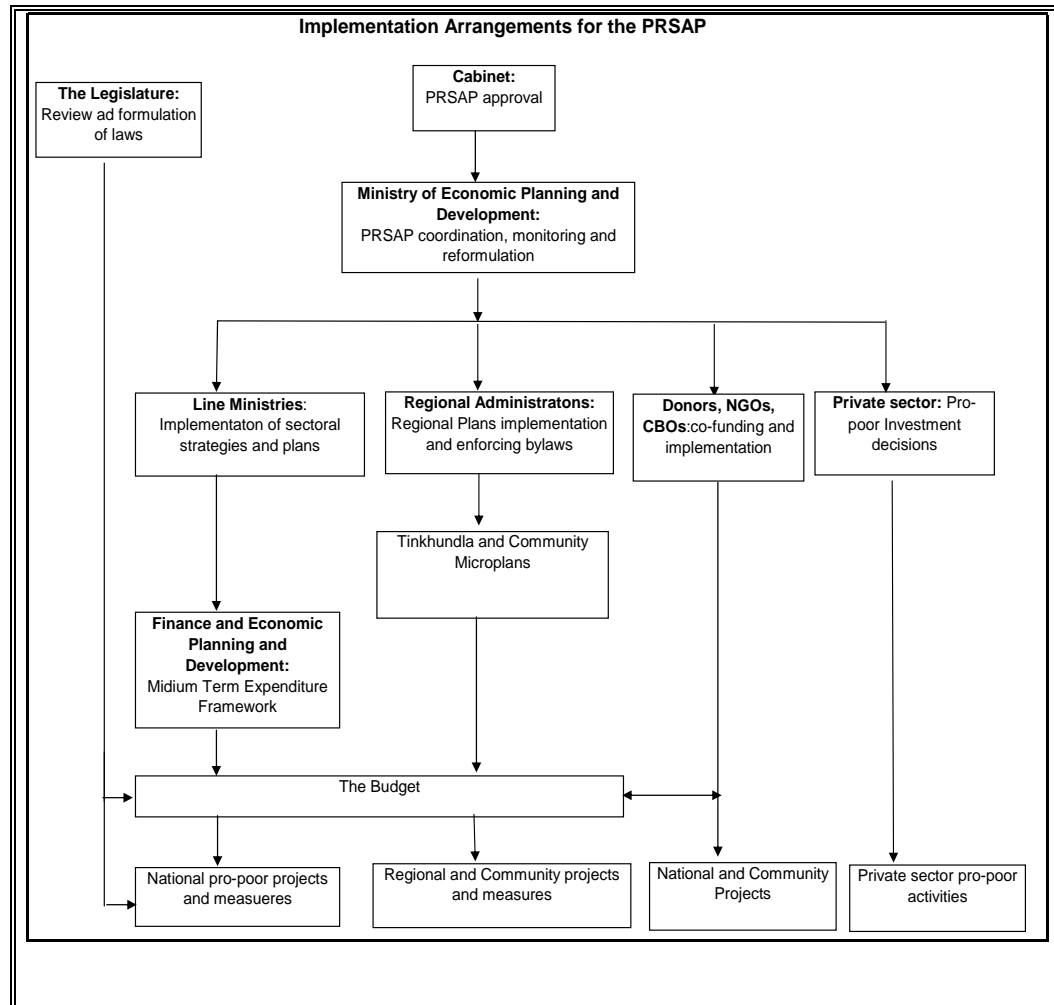 Implementation Arrangements for the PRSAP
Cabinet:
PRSAP approval
The Legislature:
Review ad formulation
of laws
Ministry of Economic Planning and
Development:
PRSAP coordination, monitoring and
reformulation
Line Ministries:
Implementaton of sectoral
strategies and plans
Regional Administratons:
Regional Plans implementation
and enforcing bylaws
Donors, NGOs,
CBOs:co-funding and
implementation
Private sector: Pro-
poor Investment
decisions
Tinkhundla and Community
Microplans
Finance and Economic
Planning and
Development:
Midium Term Expenditure
Framework
The Budget
National pro-poor projects
and measueres
Regional and Community projects
and measures
National and Community
Projects
Private sector pro-poor
activities